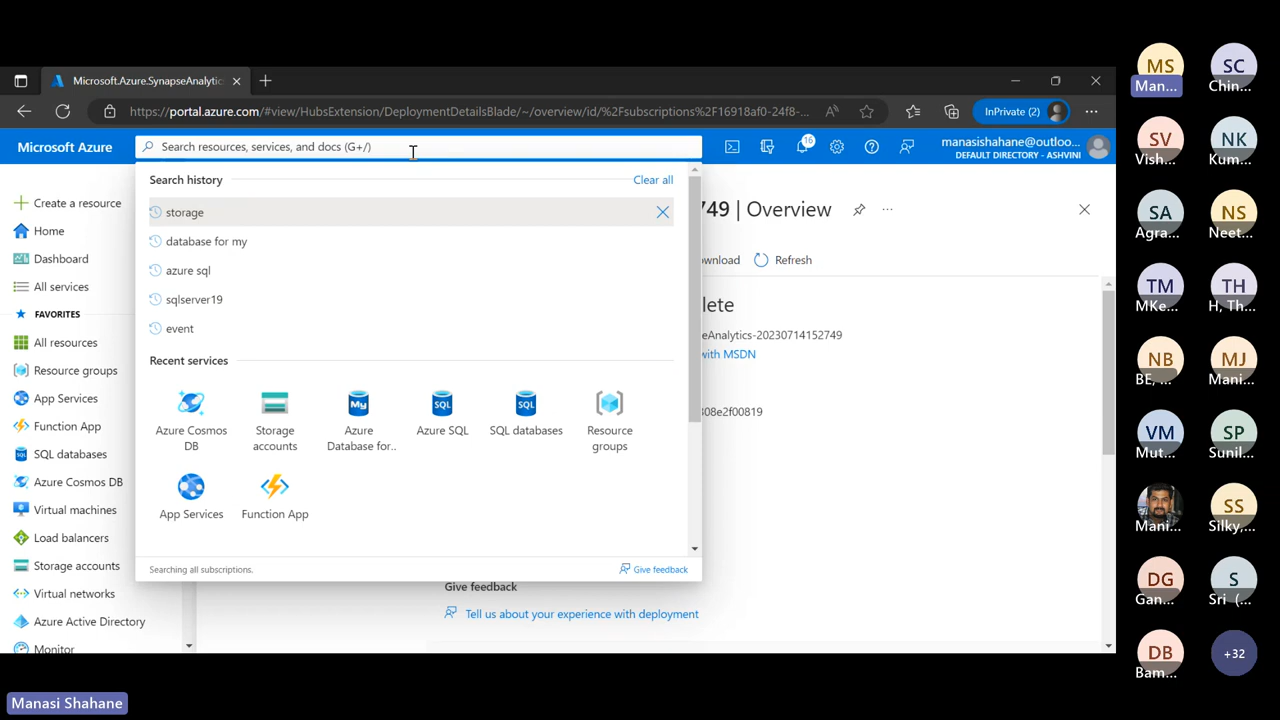 Microsoft.Azure.SynapseAnalytic
https://portal.azure.com/#view/HubsExtension/DeploymentDetailsBlade/~/overview/id/%2Fsubscriptions%2F16918af0-24f8-...
InPrivate (2)
Microsoft Azure
Search resources, services, and docs (G+/)
16
manasishahane@outloo...
DEFAULT DIRECTORY - ASHVINI
Create a resource
Home
Dashboard
All services
FAVORITES
All resources
Resource groups
App Services
Function App
SQL databases
Azure Cosmos DB
Virtual machines
Load balancers
Storage accounts
Virtual networks
Azure Active Directory
Monitor
Search history
Clear all
storage
database for my
azure sql
sqlserver19
event
Recent services
Azure Cosmos DB
Storage accounts
My
Azure Database for..
SQL
Azure SQL
SQL
SQL databases
Resource groups
App Services
Function App
Searching all subscriptions.
Give feedback
749 | Overview
wnload
Refresh
lete
eAnalytics-20230714152749
with MSDN
308e2f00819
Give feedback
Tell us about your experience with deployment
MS
Man...
SC
Chin...
SV
Vish...
NK
Kum...
SA
Agra...
NS
Neet...
TM
MKe...
TH
H, Th...
NB
BE, ...
MJ
Mani...
VM
Mut...
SP
Sunil...
Mani...
SS
Silky,...
DG
Gan...
S
Sri (...
DB
Bam...
+32
Manasi Shahane